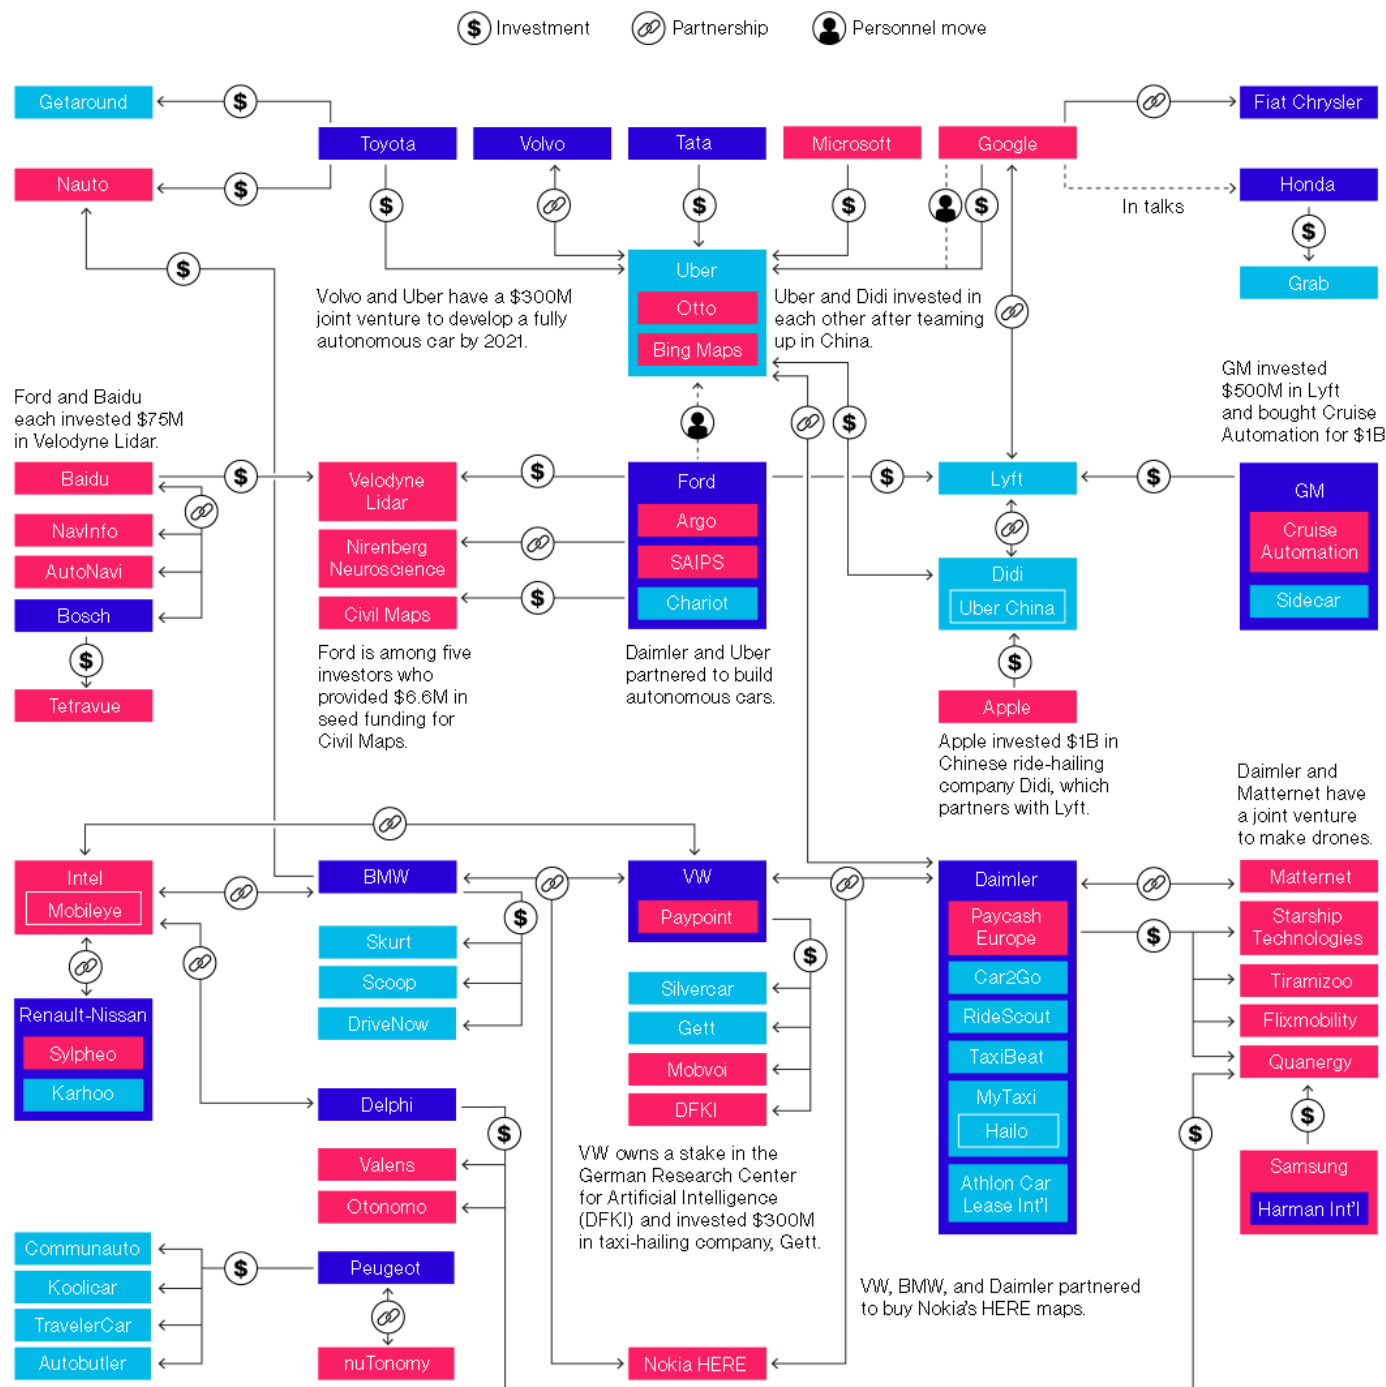 Investment
Partnership
Personnel move
Getaround
Fiat Chrysler
Toyota
Volvo
Tata
Microsoft
Google
Nauto
Honda
In talks
Uber
Otto
Bing Maps
Grab
Volvo and Uber have a $300M
joint venture to develop a fully
autonomous car by 2021.
Uber and Didi invested in
each other after teaming
up in China.
Ford and Baidu
each invested $75M
in Velodyne Lidar.
GM invested
$500M in Lyft
and bought Cruise
Automation for $1B
Baidu
NavInfo
AutoNavi
Bosch
Tetravue
Velodyne
Lidar
Nirenberg
Neuroscience
Civil Maps
Ford
Argo
SAIPS
Chariot
Lyft
Didi
Uber China
Apple
GM
Cruise
Automation
Sidecar
Ford is among five
investors who
provided $6.6M in
seed funding for
Civil Maps.
Daimler and Uber
partnered to build
autonomous cars.
Apple invested $1B in
Chinese ride-hailing
company Didi, which
partners with Lyft.
Daimler and
Matternet have
a joint venture
to make drones.
Intel
Mobileye
Renault-Nissan
Sylpheo
Karhoo
BMW
Skurt
Scoop
DriveNow
Delphi
Valens
Otonomo
VW
Paypoint
Silvercar
Gett
Mobvoi
DFKI
VW owns a stake in the
German Research Center
for Artificial Intelligence
(DFKI) and invested $300M
in taxi-hailing company, Gett.
Daimler
Paycash
Europe
Car2Go
RideScout
TaxiBeat
MyTaxi
Hailo
Athlon Car
Lease Int'l
Matternet
Starship
Technologies
Tiramizoo
Flixmobility
Quanergy
Samsung
Harman Int'l
Communauto
Koolicar
TravelerCar
Autobutler
Peugeot
nuTonomy
Nokia HERE
VW, BMW, and Daimler partnered
to buy Nokia's HERE maps.